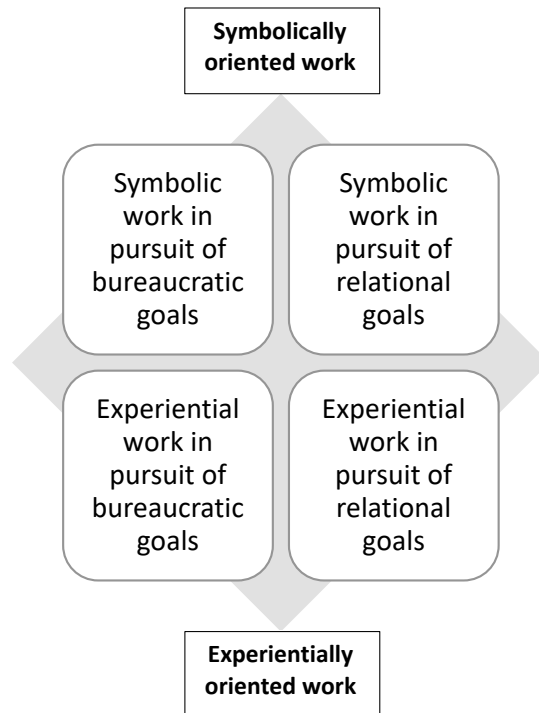 Symbolically
oriented work
Symbolic
work in
pursuit of
bureaucratic
goals
Symbolic
work in
pursuit of
relational
goals
Experiential
work in
pursuit of
bureaucratic
goals
Experiential
work in
pursuit of
relational
goals
Experientially
oriented work